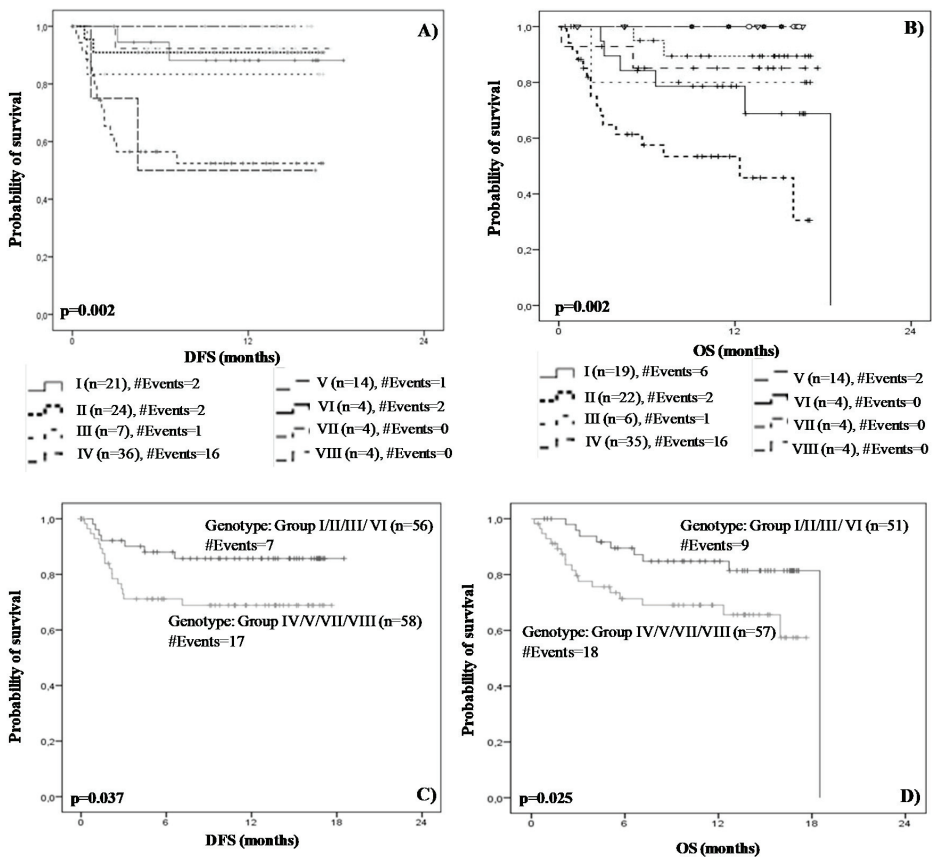 A)
1,0
0,8
0,6
0,4
0,2
0,0
Probability of survival
p=0.002
0
12
24
DFS (months)
I (n=21), #Events=2
II (n=24), #Events=2
III (n=7), #Events=1
IV (n=36), #Events=16
V (n=14), #Events=1
VI (n=4), #Events=2
VII (n=4), #Events=0
VIII (n=4), #Events=0
B)
1,0
0,8
0,6
0,4
0,2
0,0
Probability of survival
p=0.002
0
12
24
OS (months)
I (n=19), #Events=6
II (n=22), #Events=2
III (n=6), #Events=1
IV (n=35), #Events=16
V (n=14), #Events=2
VI (n=4), #Events=0
VII (n=4), #Events=0
VIII (n=4), #Events=0
1,0
0,8
0,6
0,4
0,2
0,0
Probability of survival
Genotype: Group I/II/III/ VI (n=56)
#Events=7
Genotype: Group IV/V/VII/VIII (n=58)
#Events=17
p=0.037
C)
0
6
12
18
24
DFS (months)
1,0
0,8
0,6
0,4
0,2
0,0
Probability of survival
Genotype: Group I/II/III/ VI (n=51)
#Events=9
Genotype: Group IV/V/VII/VIII (n=57)
#Events=18
p=0.025
D)
0
6
12
18
24
OS (months)